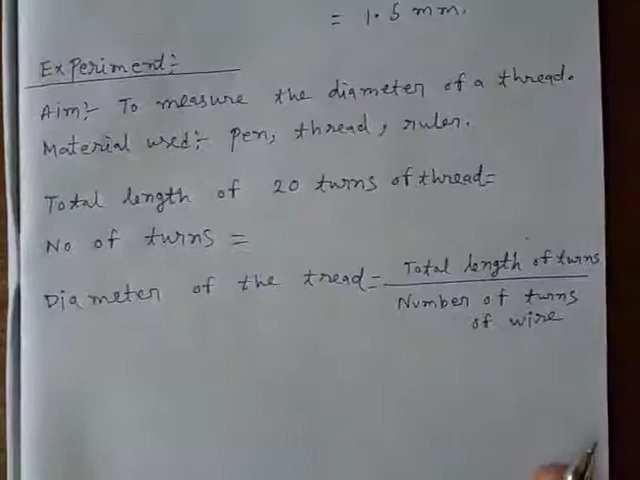 = 1.5 mm.
Experiment:-
Aim:- To measure the diameter of a thread.
Material used:- Pen, thread, ruler.
Total length of 20 turns of thread=
No of turns =
Diameter of the tread= Total length of turns
Number of turns
of wire